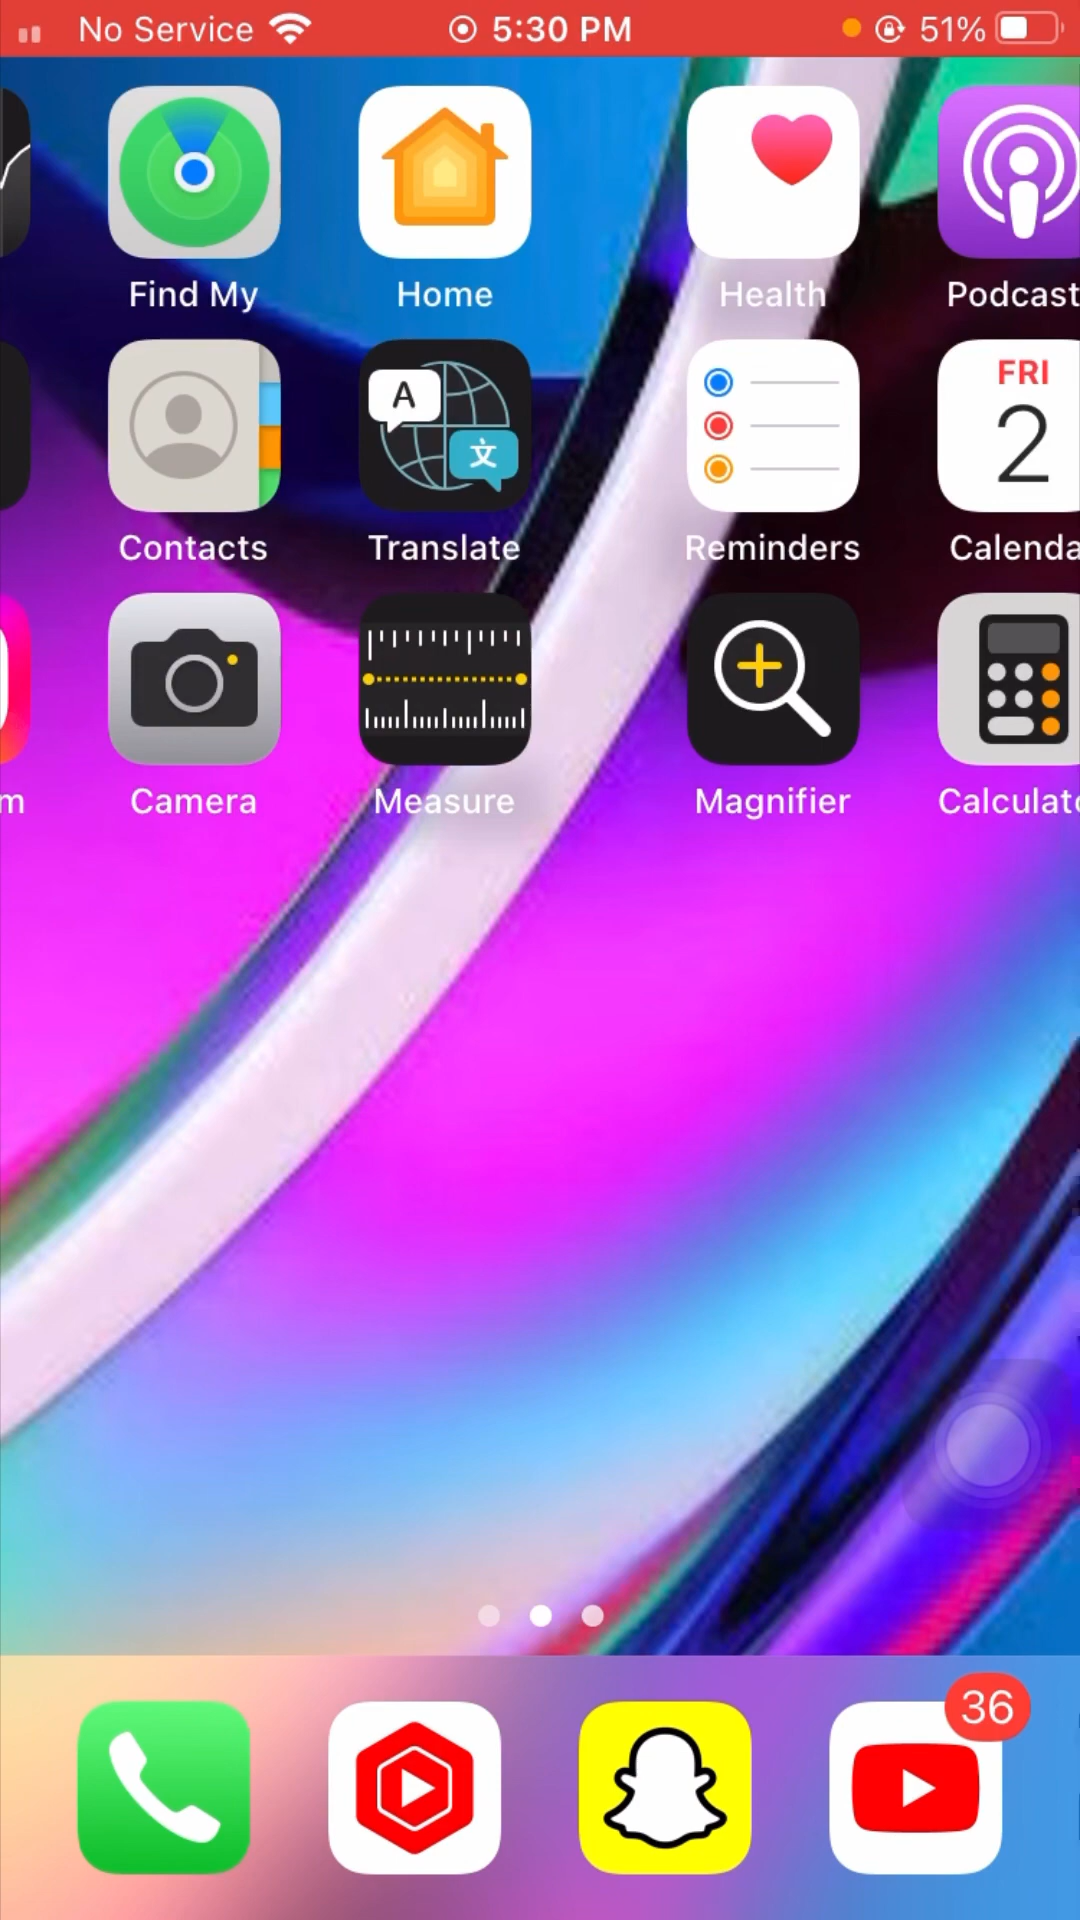 No Service 5:30 PM 51%
Find My Home Health Podcast
FRI
2
A
文
Contacts Translate Reminders Calenda
m Camera Measure Magnifier Calculato
36